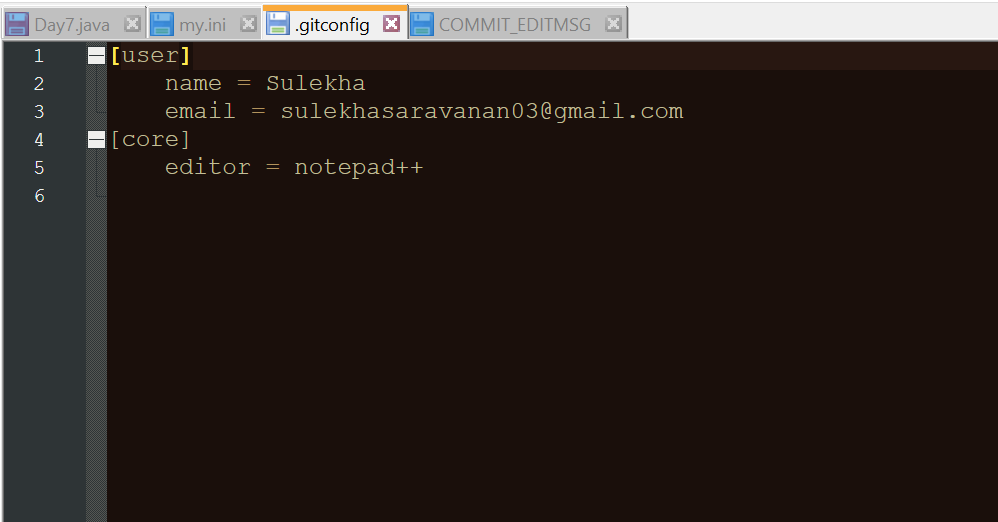 Day7.java my.ini .gitconfig COMMIT_EDITMSG
1 [user]
2 name = Sulekha
3 email = sulekhasaravanan03@gmail.com
4 [core]
5 editor = notepad++
6